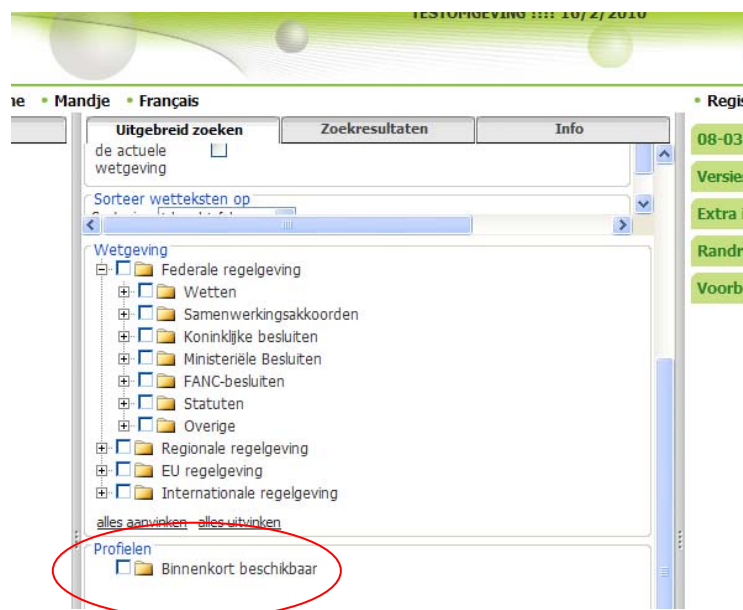 TESTOMGEVING !!!! 16/2/2010
ne • Mandje • Français • Regis
Uitgebreid zoeken Zoekresultaten Info
de actuele
wetgeving
Sorteer wetteksten op
Wetgeving
Federale regelgeving
Wetten
Samenwerkingsakkoorden
Koninklijke besluiten
Ministeriële Besluiten
FANC-besluiten
Statuten
Overige
Regionale regelgeving
EU regelgeving
Internationale regelgeving
alles aanvinken alles uitvinken
Profielen
Binnenkort beschikbaar
08-03
Versies
Extra i
Randr
Voorb